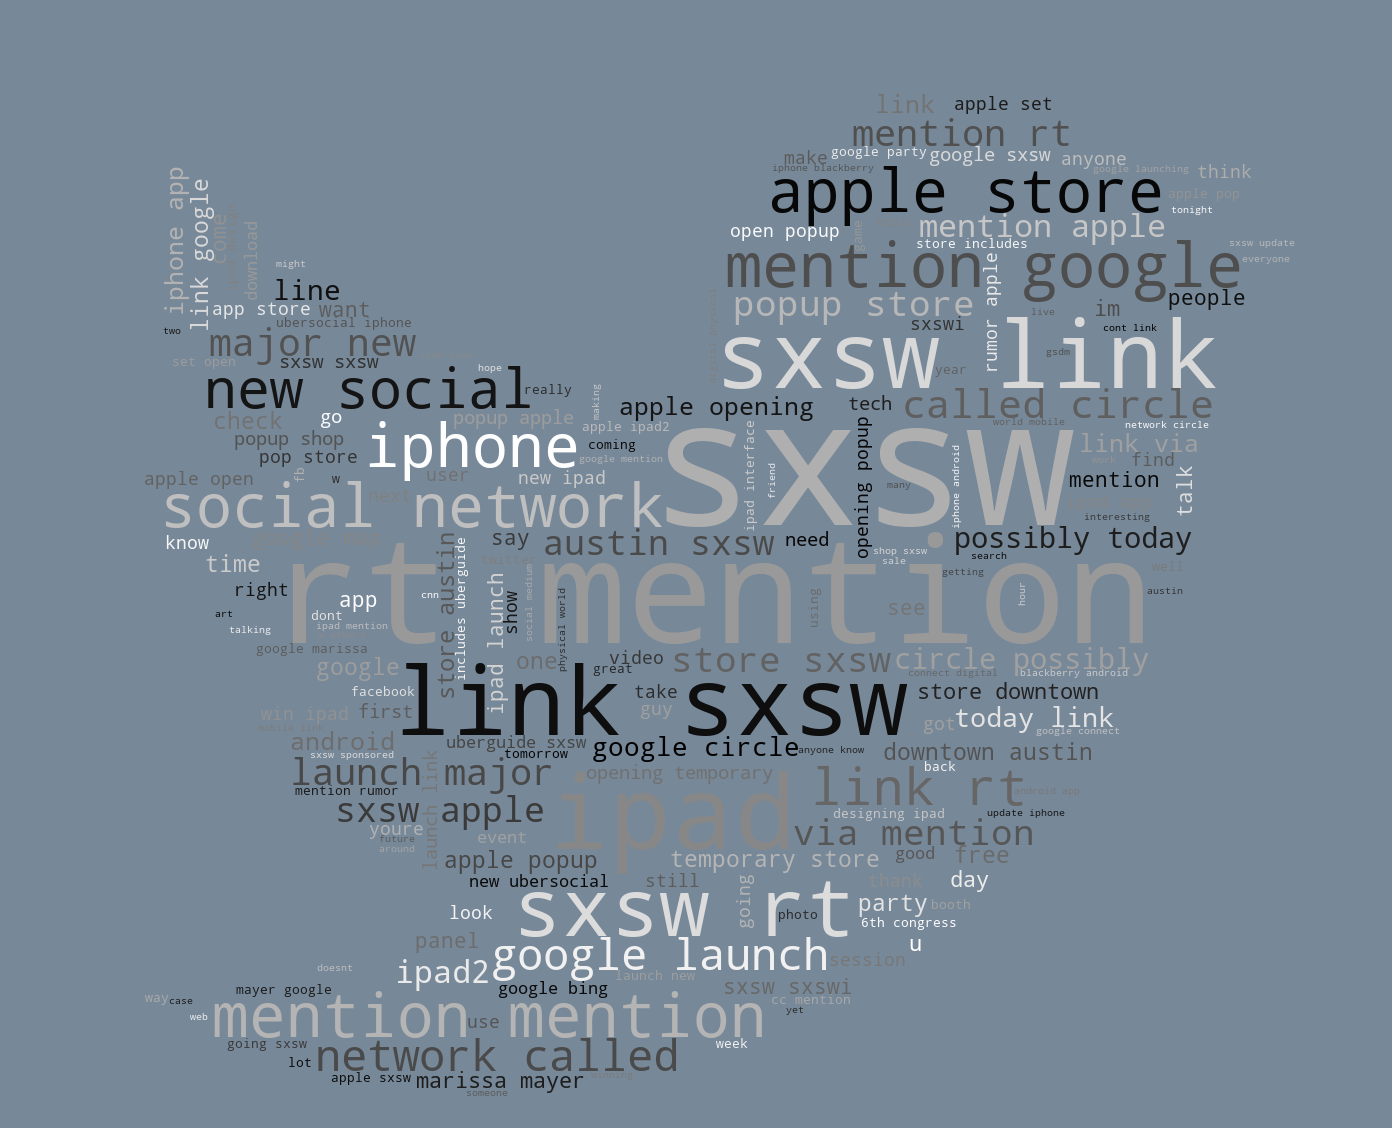 link
apple set
mention rt
make
google party
google sxsw
anyone
iphone blackberry
google launching
think
apple store
apple pop
tonight
iphone app
link google
come
download
game
mention apple
open popup
store includes
sxsw update
everyone
mention google
might
line
popup store
rumor apple
im
people
app store
want
live
ubersocial iphone
sxswi
cont link
two
major new
sxsw link
gsdm
set open
sxsw sxsw
hope
year
new social
really
making
apple opening
tech
called circle
check
go
popup apple
apple ipad2
world mobile
network circle
popup shop
iphone
coming
sxsw
ipad interface
opening popup
link via
pop store
google mention
friend
iphone android
work
find
apple open
fb
w
user
new ipad
many
mention
talk
social network
next
interesting
know
store austin
say
austin sxsw
need
possibly today
time
includes uberguide
twitter
shop sxsw
sale
search
well
rt mention
right
app
cnn
ipad launch
show
social medium
physical world
using
see
getting
hour
austin
art
dont
talking
ipad mention
google marissa
google
one
video
great
store sxsw
circle possibly
connect digital
blackberry android
facebook
link sxsw
take
guy
store downtown
win ipad
first
got
today link
mobile link
google connect
android
uberguide sxsw
tomorrow
google circle
anyone know
downtown austin
sxsw sponsored
launch link
launch major
opening temporary
back
link rt
mention rumor
ipad
android app
sxsw apple
designing ipad
update iphone
youre
event
via mention
future
around
apple popup
temporary store
good
free
new ubersocial
still
going
thank
day
look
sxsw rt
photo
party
booth
6th congress
panel
google launch
u
session
doesnt
ipad2
launch new
mayer google
google bing
sxsw sxswi
way
case
cc mention
web
mention mention
use
yet
going sxsw
week
lot
network called
apple sxsw
marissa mayer
someone